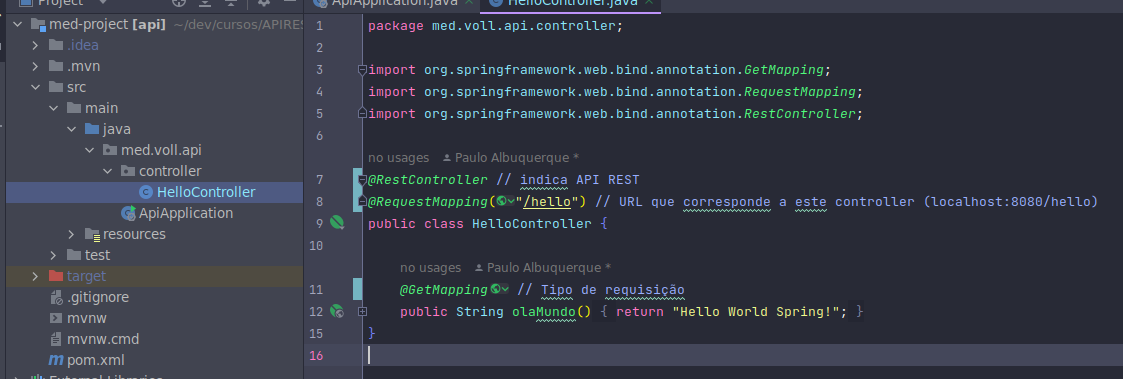 Project
ApiApplication.java
HelloController.java
med-project [api] ~/dev/cursos/APIRES
.idea
.mvn
src
main
java
med.voll.api
controller
HelloController
ApiApplication
resources
test
target
.gitignore
mvnw
mvnw.cmd
pom.xml
External Libraries
1 package med.voll.api.controller;
2
3 import org.springframework.web.bind.annotation.GetMapping;
4 import org.springframework.web.bind.annotation.RequestMapping;
5 import org.springframework.web.bind.annotation.RestController;
6
no usages Paulo Albuquerque *
7 @RestController // indica API REST
8 @RequestMapping("/hello") // URL que corresponde a este controller (localhost:8080/hello)
9 public class HelloController {
10
no usages Paulo Albuquerque *
11 @GetMapping // Tipo de requisição
12 public String olaMundo() { return "Hello World Spring!"; }
15 }
16